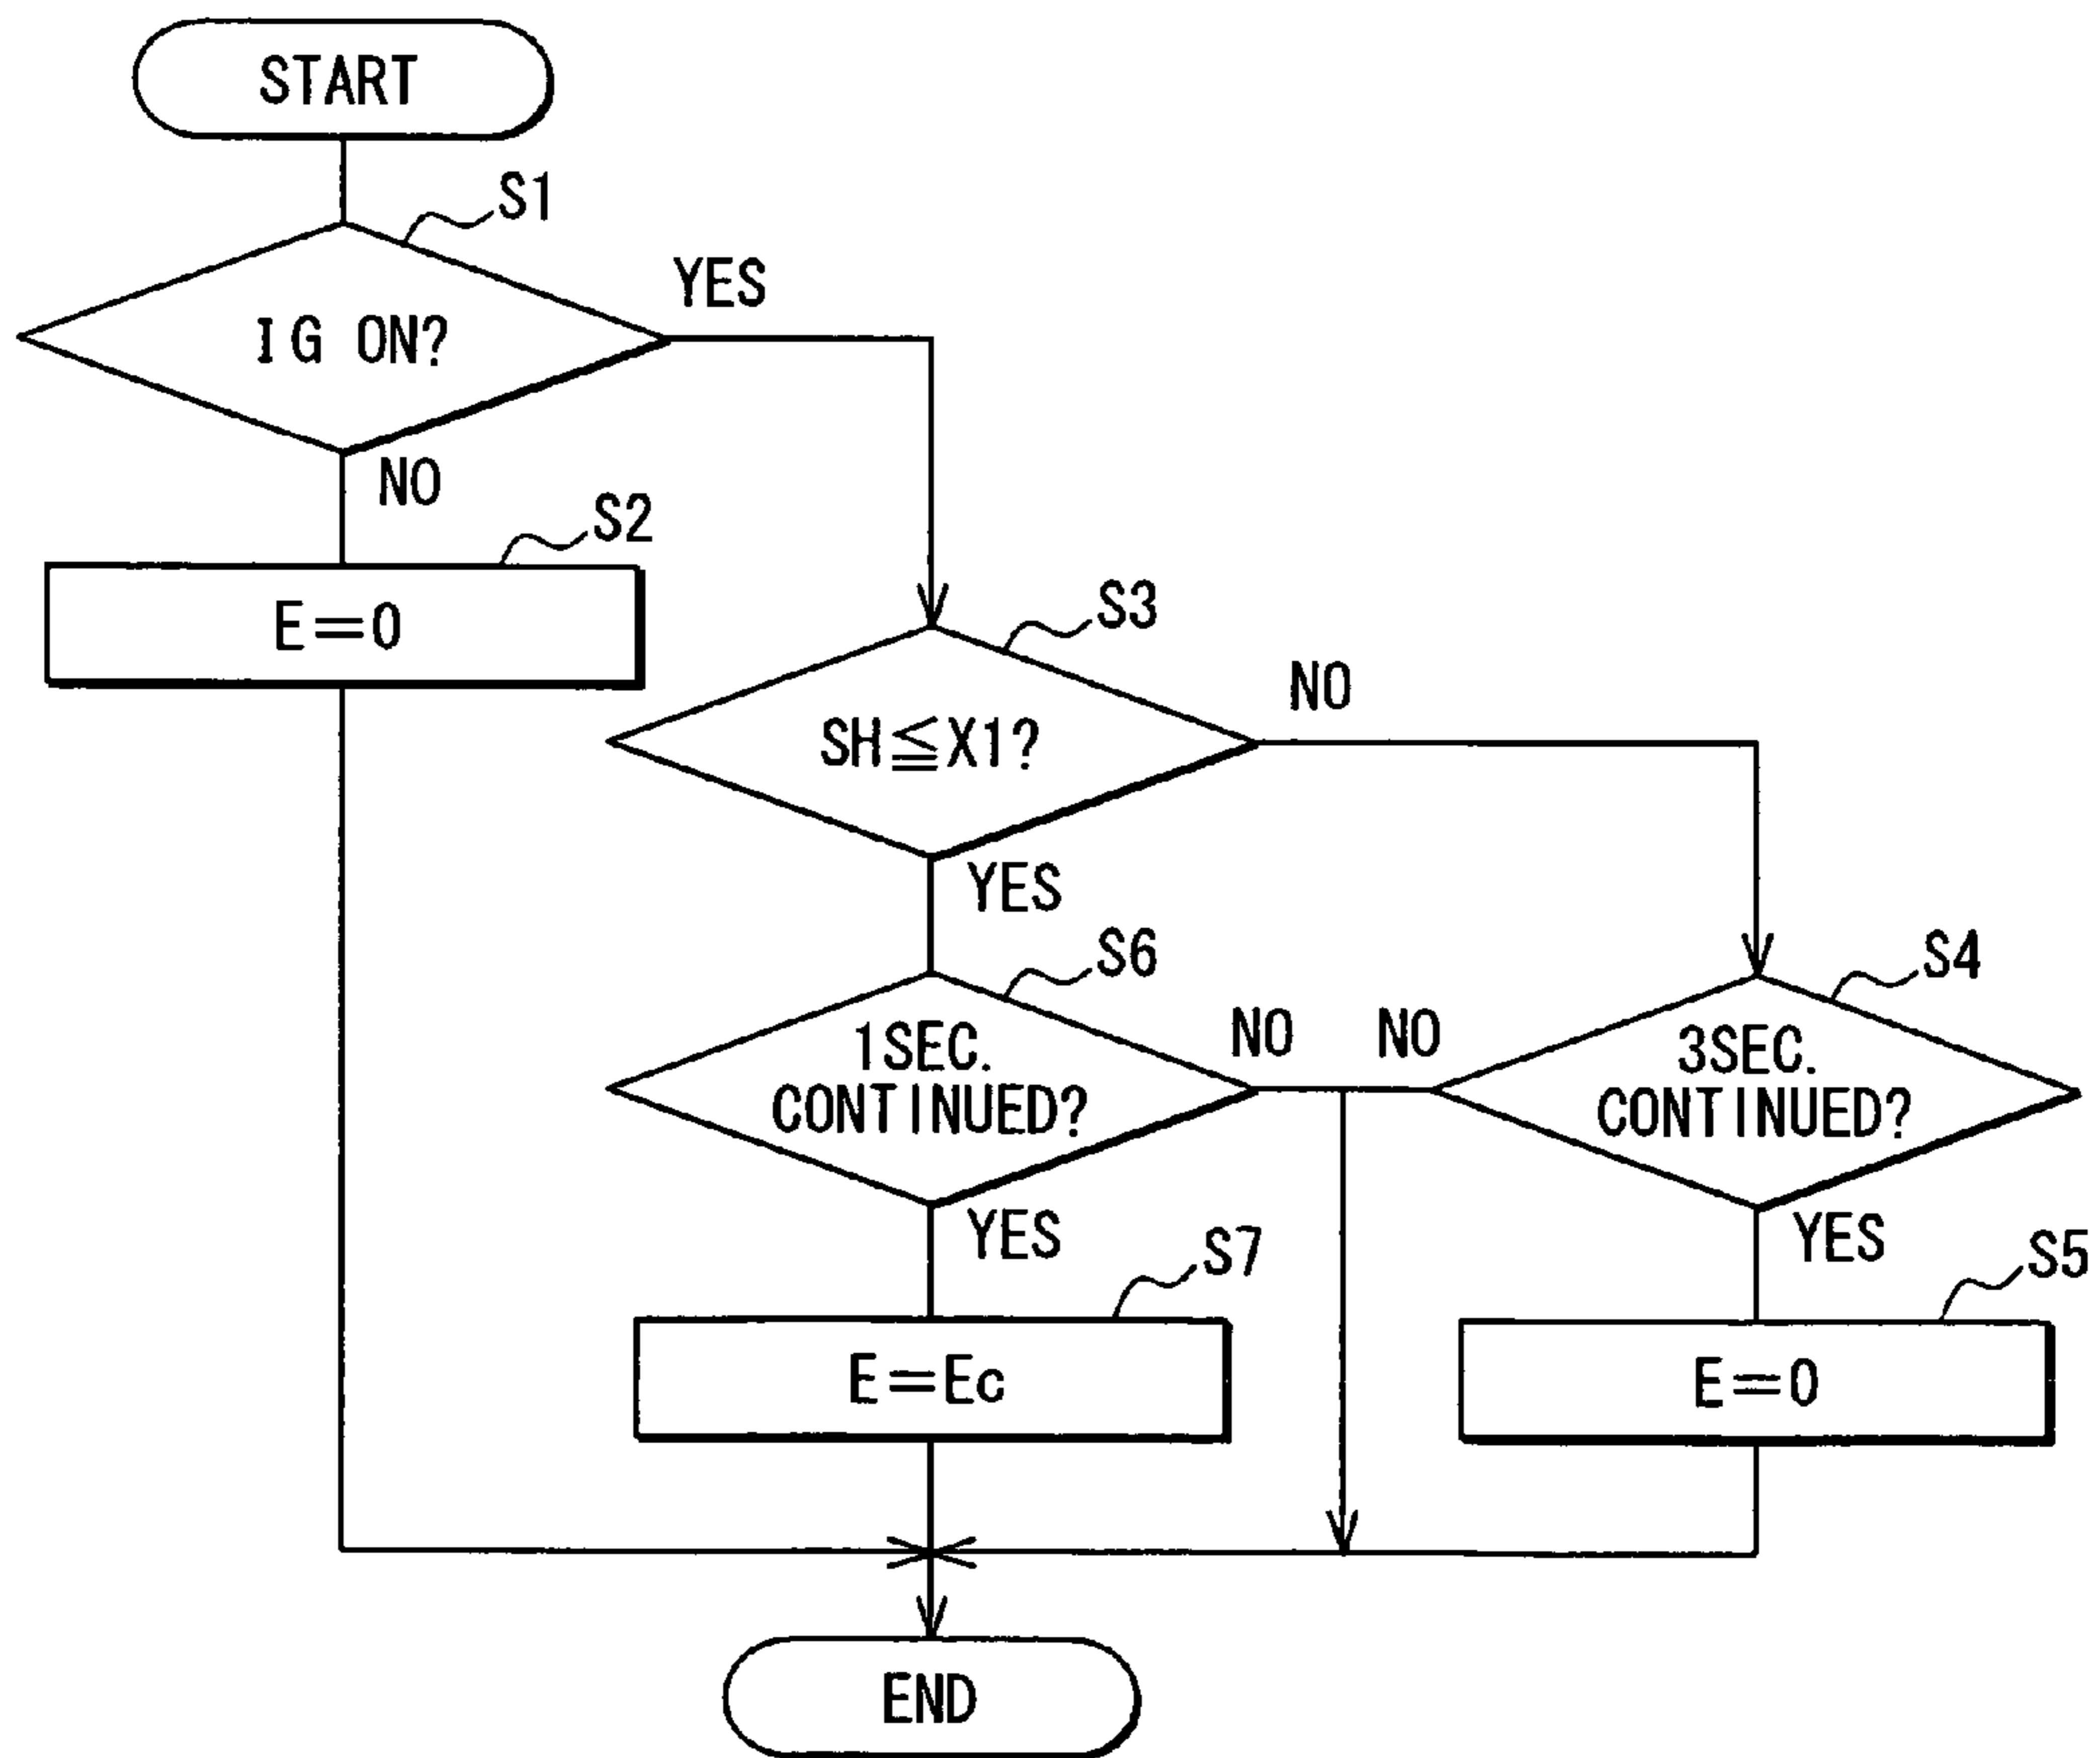 START
S1
YES
IG ON?
NO
S2
E=0
S3
NO
SH≦X1?
YES
S6
S4
NO
NO
1SEC.
CONTINUED?
3SEC.
CONTINUED?
YES
YES
S7
S5
E=Ec
E=0
END